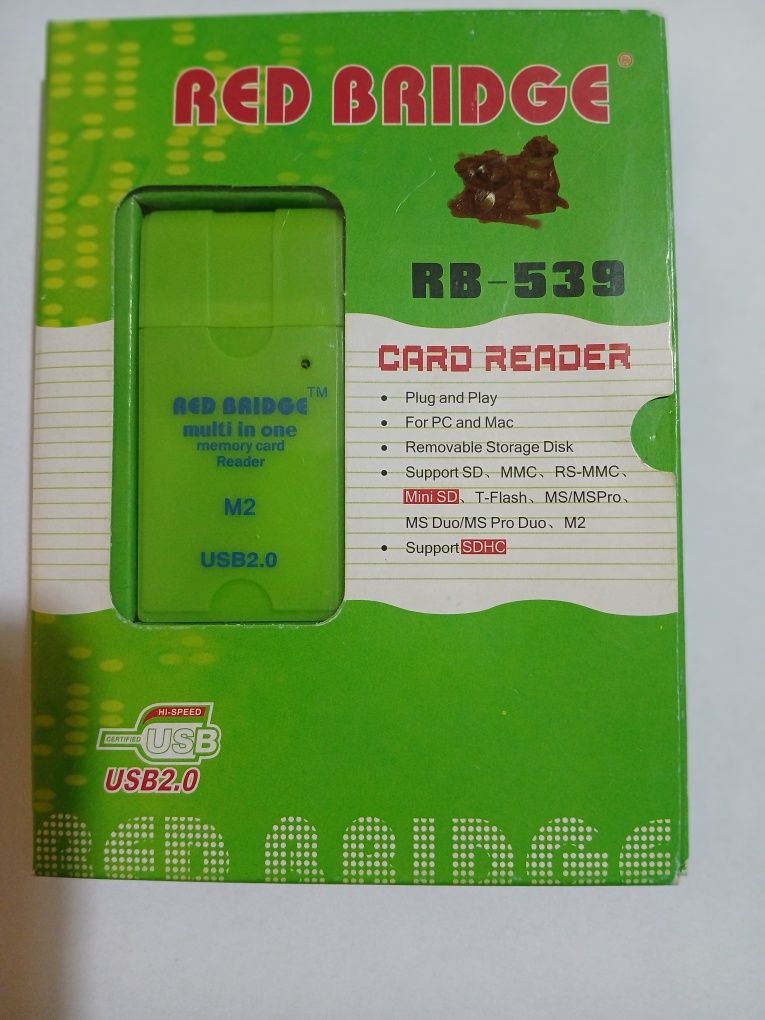 RED BRIDGE®
RB-539
CARD READER
• Plug and Play
• For PC and Mac
• Removable Storage Disk
• Support SD、MMC、RS-MMC、
Mini SD、T-Flash、MS/MSPro、
MS Duo/MS Pro Duo、M2
• Support SDHC
RED BRIDGE™
multi in one
memory card
Reader
M2
USB2.0
HI-SPEED
CERTIFIED USB
USB2.0
RED BRIDGE